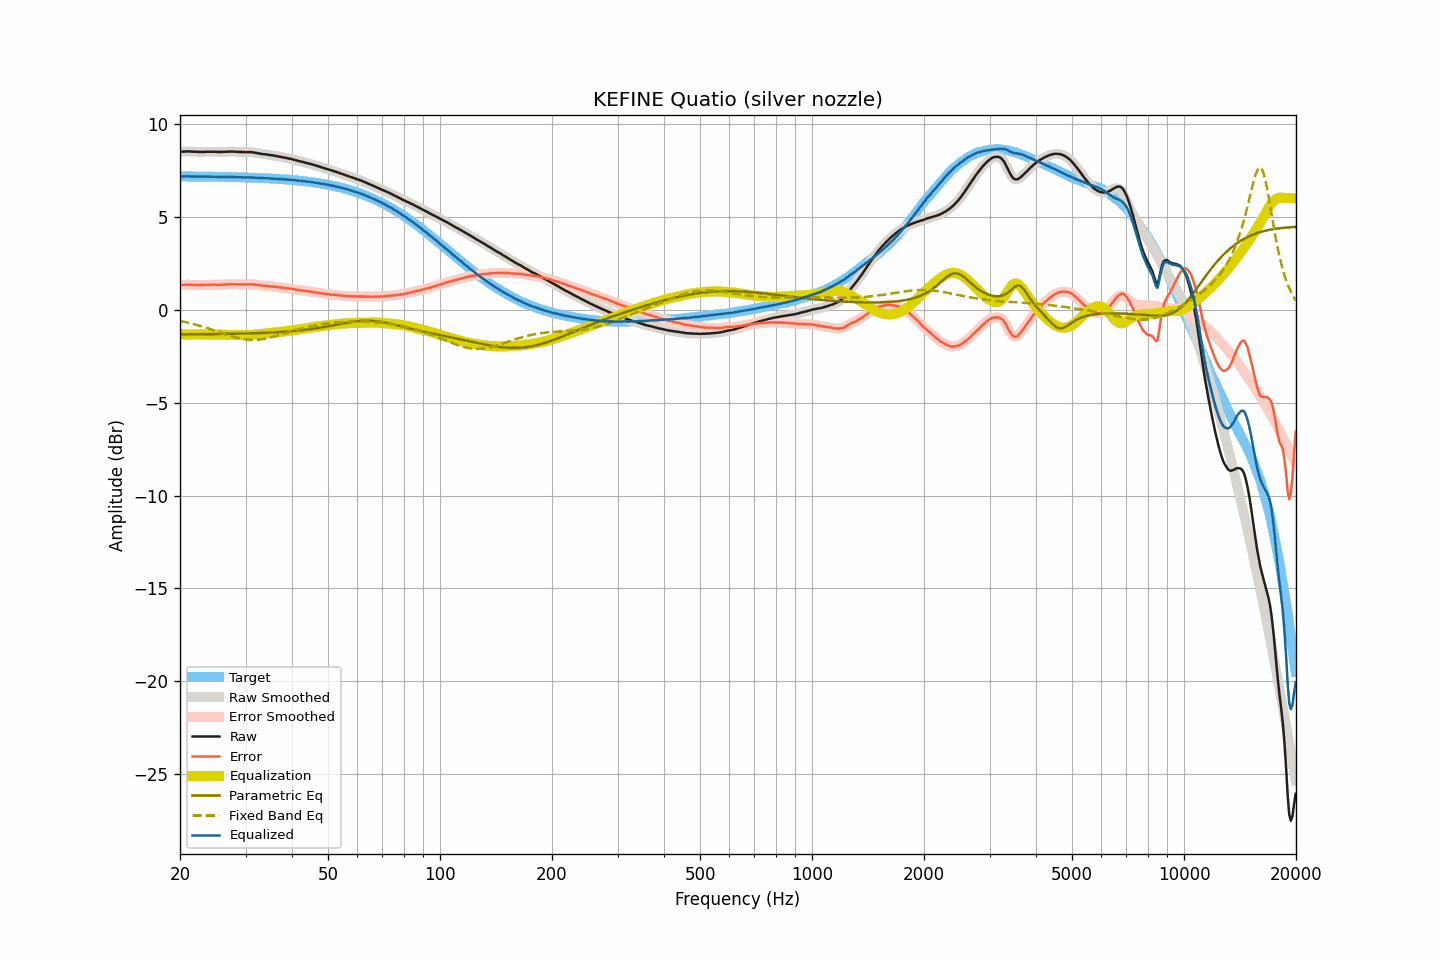 KEFINE Quatio (silver nozzle)
10
5
0
−5
−10
−15
−20
−25
Amplitude (dBr)
Target
Raw Smoothed
Error Smoothed
Raw
Error
Equalization
Parametric Eq
Fixed Band Eq
Equalized
20 50 100 200 500 1000 2000 5000 10000 20000
Frequency (Hz)